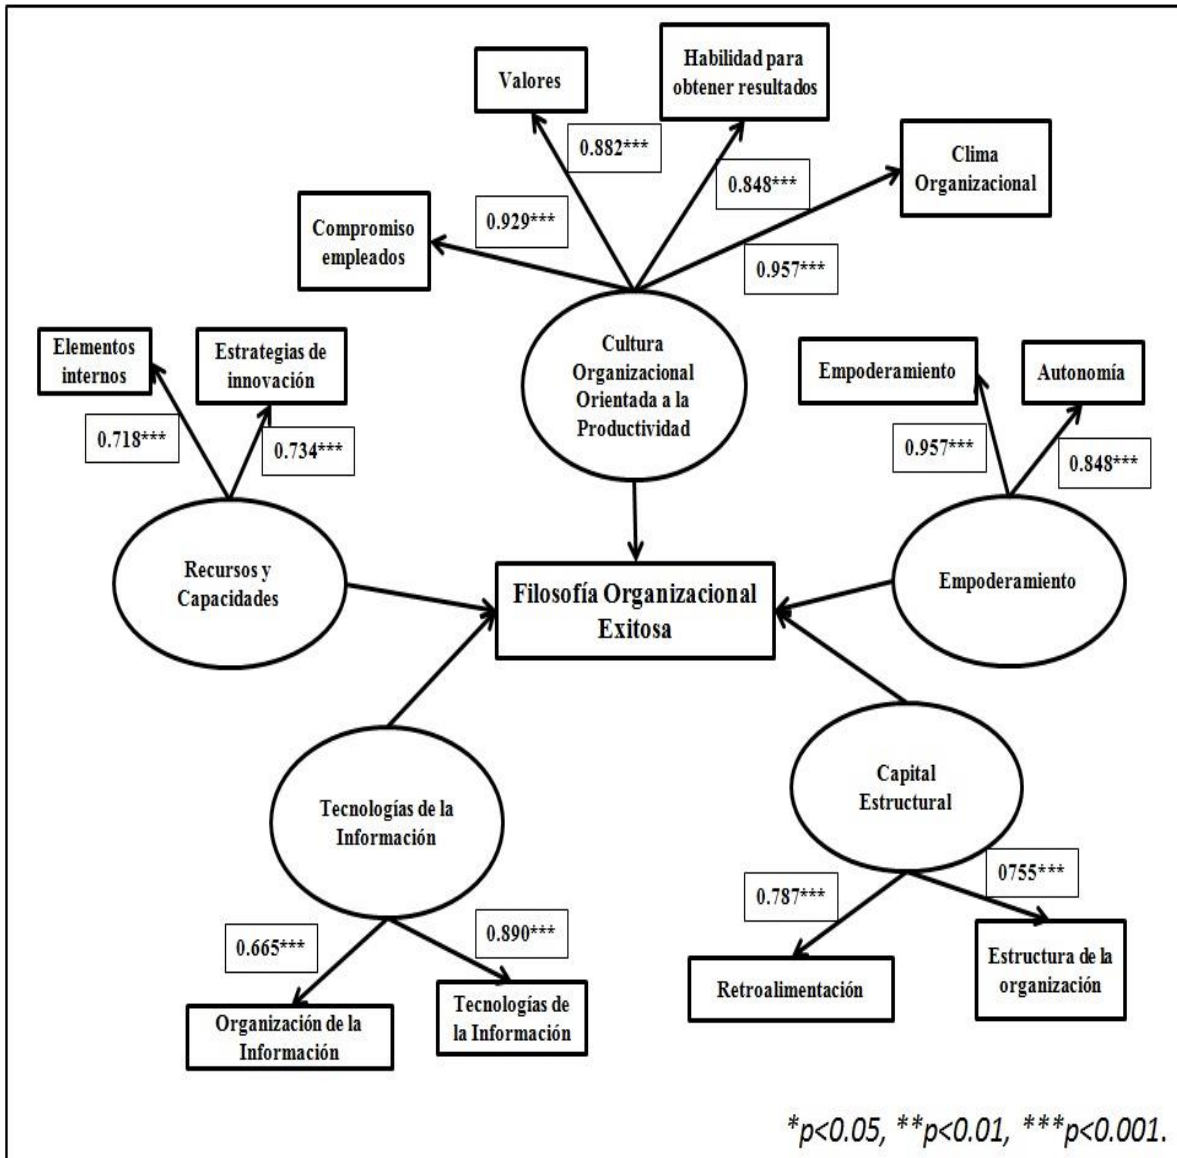 Valores
Habilidad para
obtener resultados
0.882***
Clima
Organizacional
0.848***
Compromiso
empleados
0.929***
0.957***
Elementos
internos
Estrategias de
innovación
Cultura
Organizacional
Orientada a la
Productividad
Empoderamiento
Autonomía
0.718***
0.734***
0.957***
0.848***
Recursos y
Capacidades
Filosofía Organizacional
Exitosa
Empoderamiento
Tecnologías de la
Información
Capital
Estructural
0.665***
0.890***
0.787***
0755***
Organización de la
Información
Tecnologías de
la Información
Retroalimentación
Estructura de la
organización
*p<0.05, **p<0.01, ***p<0.001.